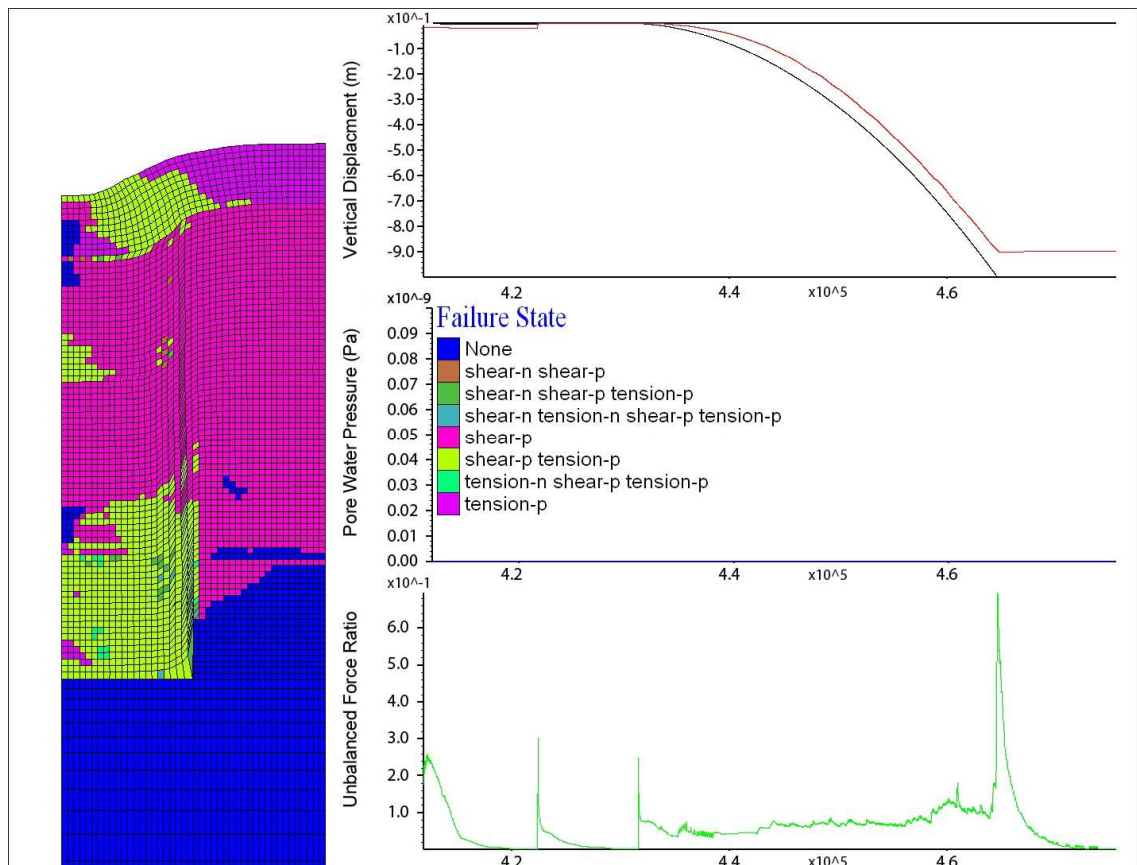 x10^-1
-1.0
-2.0
-3.0
-4.0
-5.0
-6.0
-7.0
-8.0
-9.0
Vertical Displacment (m)
4.2
4.4
x10^5
4.6
x10^-9
0.09
0.08
0.07
0.06
0.05
0.04
0.03
0.02
0.01
0.00
Pore Water Pressure (Pa)
Failure State
None
shear-n shear-p
shear-n shear-p tension-p
shear-n tension-n shear-p tension-p
shear-p
shear-p tension-p
tension-n shear-p tension-p
tension-p
4.2
4.4
x10^5
4.6
x10^-1
6.0
5.0
4.0
3.0
2.0
1.0
Unbalanced Force Ratio
4.2
4.4
x10^5
4.6